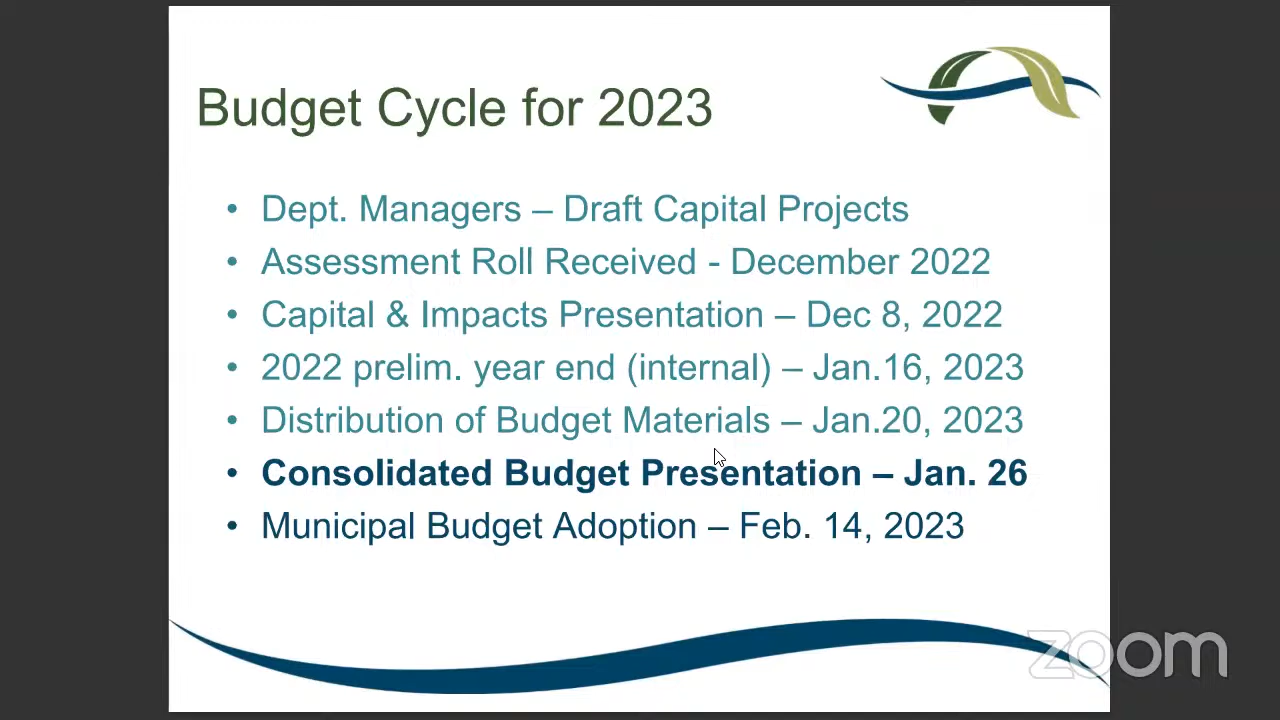 Budget Cycle for 2023
• Dept. Managers – Draft Capital Projects
• Assessment Roll Received - December 2022
• Capital & Impacts Presentation – Dec 8, 2022
• 2022 prelim. year end (internal) – Jan.16, 2023
• Distribution of Budget Materials – Jan.20, 2023
• Consolidated Budget Presentation – Jan. 26
• Municipal Budget Adoption – Feb. 14, 2023
zoom